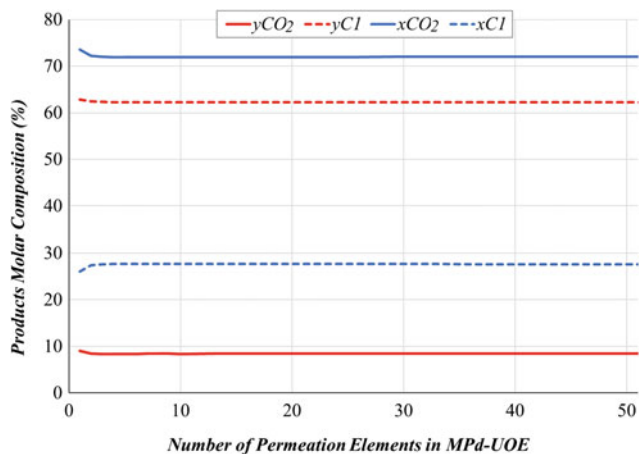 yCO2 yC1 xCO2 xC1
80
70
60
50
40
30
20
10
0
0 10 20 30 40 50
Products Molar Composition (%)
Number of Permeation Elements in MPd-UOE